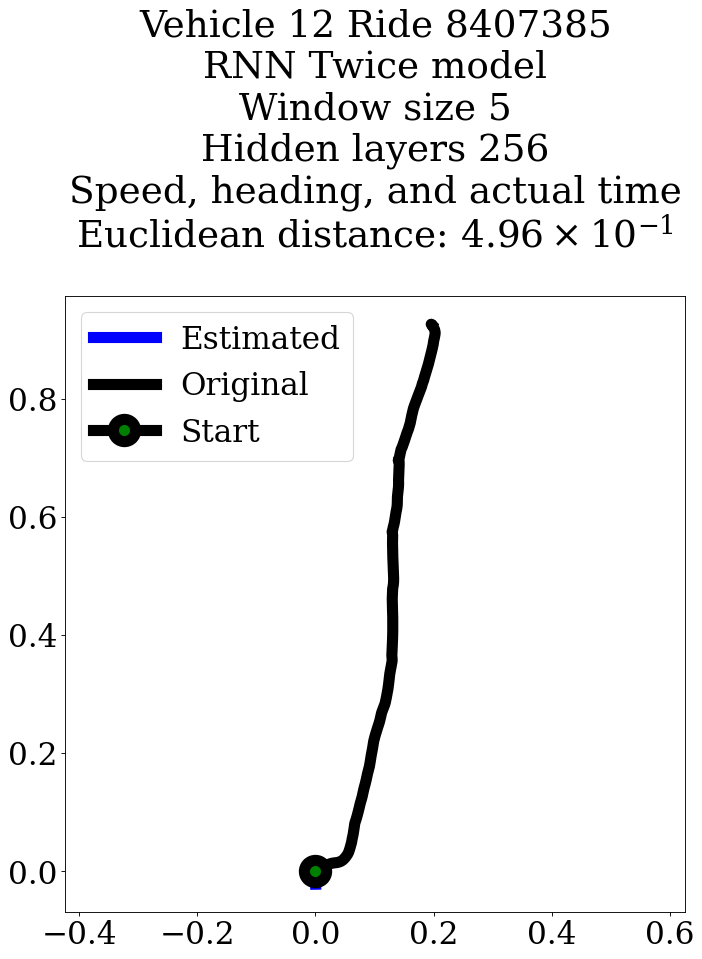 Vehicle 12 Ride 8407385
RNN Twice model
Window size 5
Hidden layers 256
Speed, heading, and actual time
Euclidean distance: 4.96 × 10⁻¹
Estimated
Original
Start
0.8
0.6
0.4
0.2
0.0
−0.4 −0.2 0.0 0.2 0.4 0.6